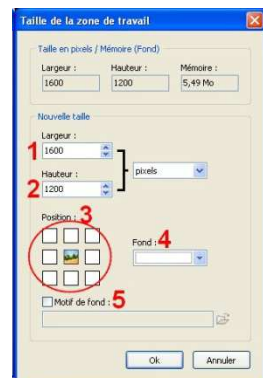 Taille de la zone de travail
Taille en pixels / Mémoire (Fond)
Largeur : Hauteur : Mémoire :
1600 1200 5,49 Mo
Nouvelle taille
Largeur :
1 1600
pixels
Hauteur :
2 1200
Position : 3
Fond : 4
Motif de fond : 5
Ok Annuler